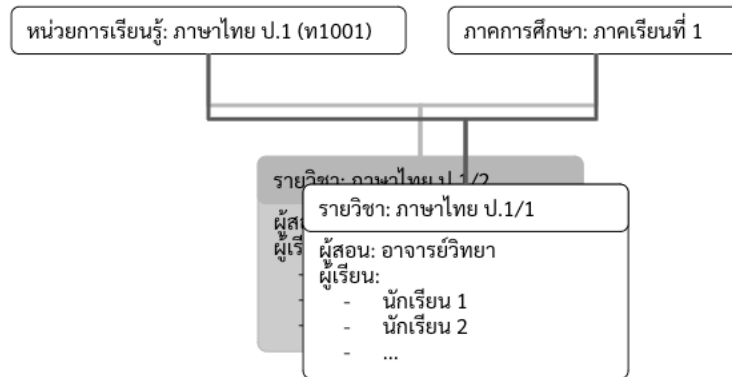 หน่วยการเรียนรู้: ภาษาไทย ป.1 (ท1001)
ภาคการศึกษา: ภาคเรียนที่ 1
รายวิชา: ภาษาไทย ป.1/2
รายวิชา: ภาษาไทย ป.1/1
ผู้สอน: อาจารย์วิทยา
ผู้เรียน:
- นักเรียน 1
- นักเรียน 2
- ...